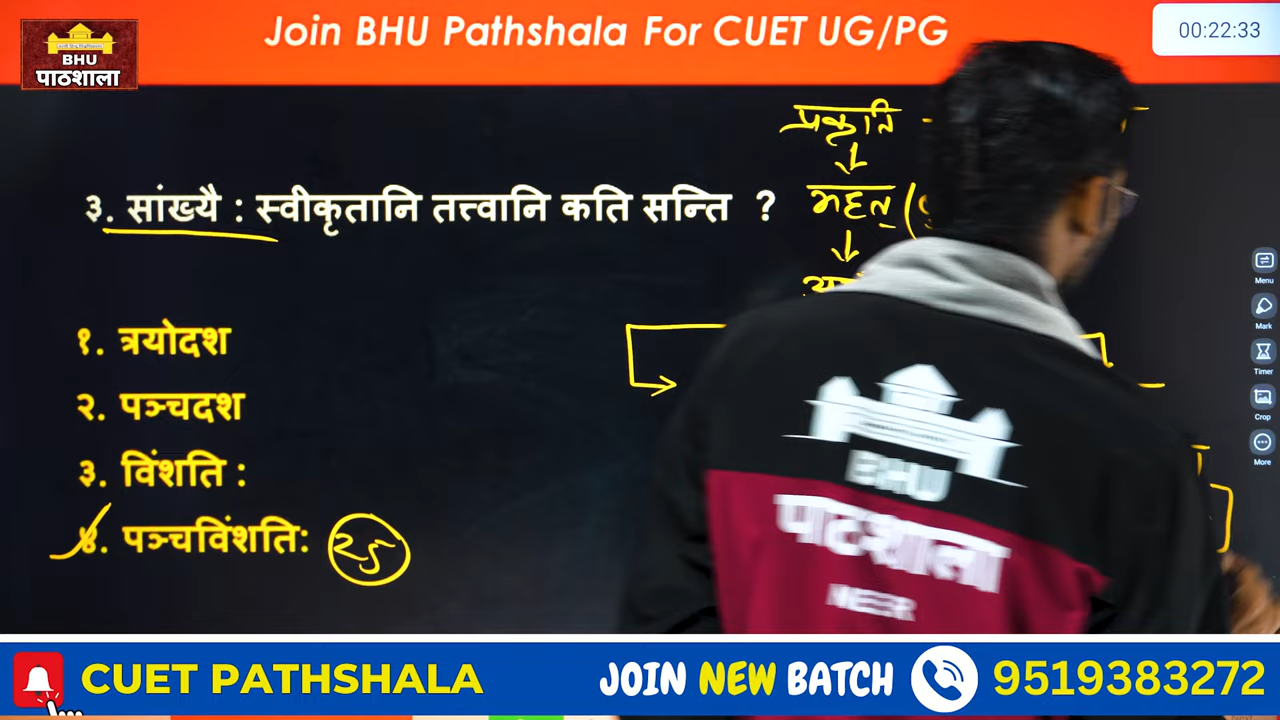 Join BHU Pathshala For CUET UG/PG
00:22:33
BHU
पाठशाला
प्रकृति
३. सांख्यै : स्वीकृतानि तत्त्वानि कति सन्ति ?
महत्
१. त्रयोदश
२. पञ्चदश
३. विंशति :
४. पञ्चविंशति: 25
Menu
Mark
Timer
Crop
More
BHU
पाठशाला
CUET PATHSHALA
JOIN NEW BATCH
9519383272